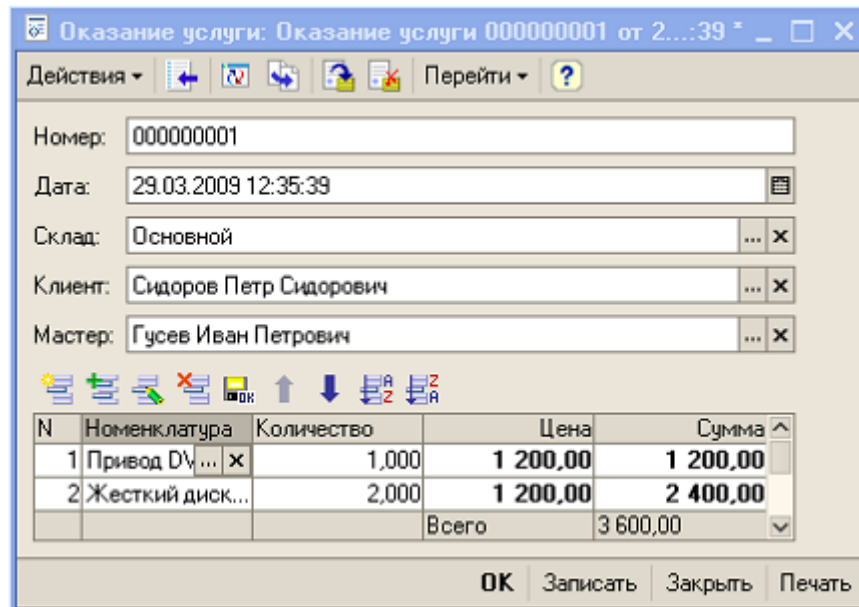 Оказание услуги: Оказание услуги 000000001 от 2...:39 *
Действия Перейти ?
Номер: 000000001
Дата: 29.03.2009 12:35:39
Склад: Основной ...
Клиент: Сидоров Петр Сидорович ...
Мастер: Гусев Иван Петрович ...
N Номенклатура Количество Цена Сумма
1 Привод DV ... 1,000 1 200,00 1 200,00
2 Жесткий диск... 2,000 1 200,00 2 400,00
Всего 3 600,00
OK Записать Закрыть Печать